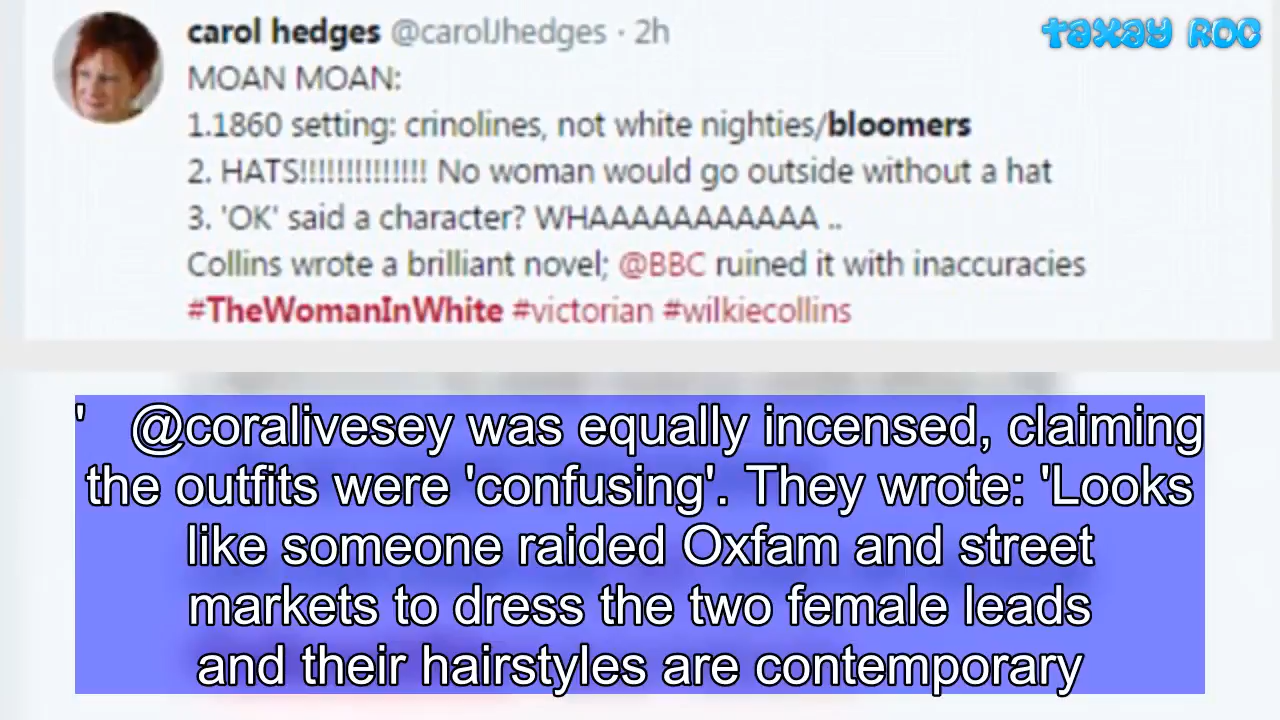 carol hedges @carolJhedges · 2h
TaXaY ROC
MOAN MOAN:
1.1860 setting: crinolines, not white nighties/bloomers
2. HATS!!!!!!!!!!!!!! No woman would go outside without a hat
3. 'OK' said a character? WHAAAAAAAAAAA ..
Collins wrote a brilliant novel; @BBC ruined it with inaccuracies
#TheWomanInWhite #victorian #wilkiecollins
' @coralivesey was equally incensed, claiming
the outfits were 'confusing'. They wrote: 'Looks
like someone raided Oxfam and street
markets to dress the two female leads
and their hairstyles are contemporary